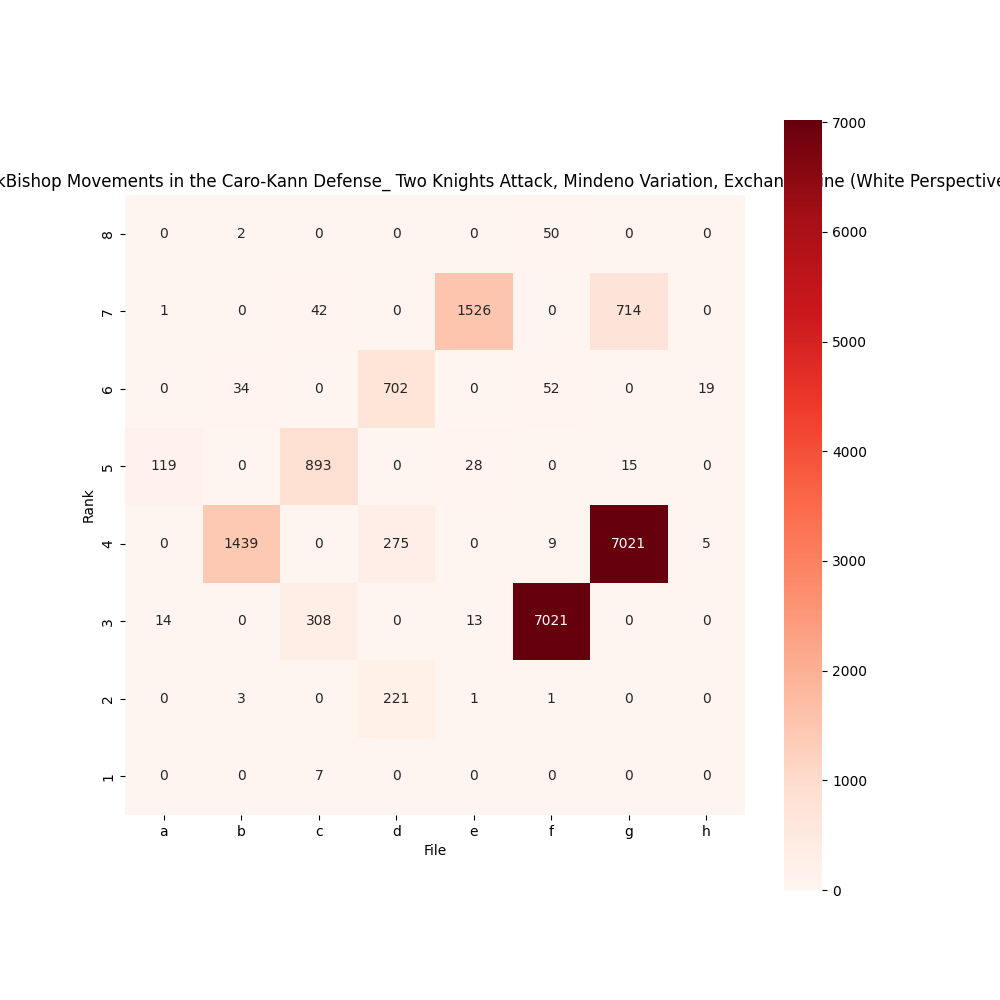 kBishop Movements in the Caro-Kann Defense_ Two Knights Attack, Mindeno Variation, Exchan ine (White Perspective
8 0 2 0 0 0 50 0 0
7 1 0 42 0 1526 0 714 0
6 0 34 0 702 0 52 0 19
5 119 0 893 0 28 0 15 0
4 0 1439 0 275 0 9 7021 5
3 14 0 308 0 13 7021 0 0
2 0 3 0 221 1 1 0 0
1 0 0 7 0 0 0 0 0
a b c d e f g h
File
Rank
7000
6000
5000
4000
3000
2000
1000
0